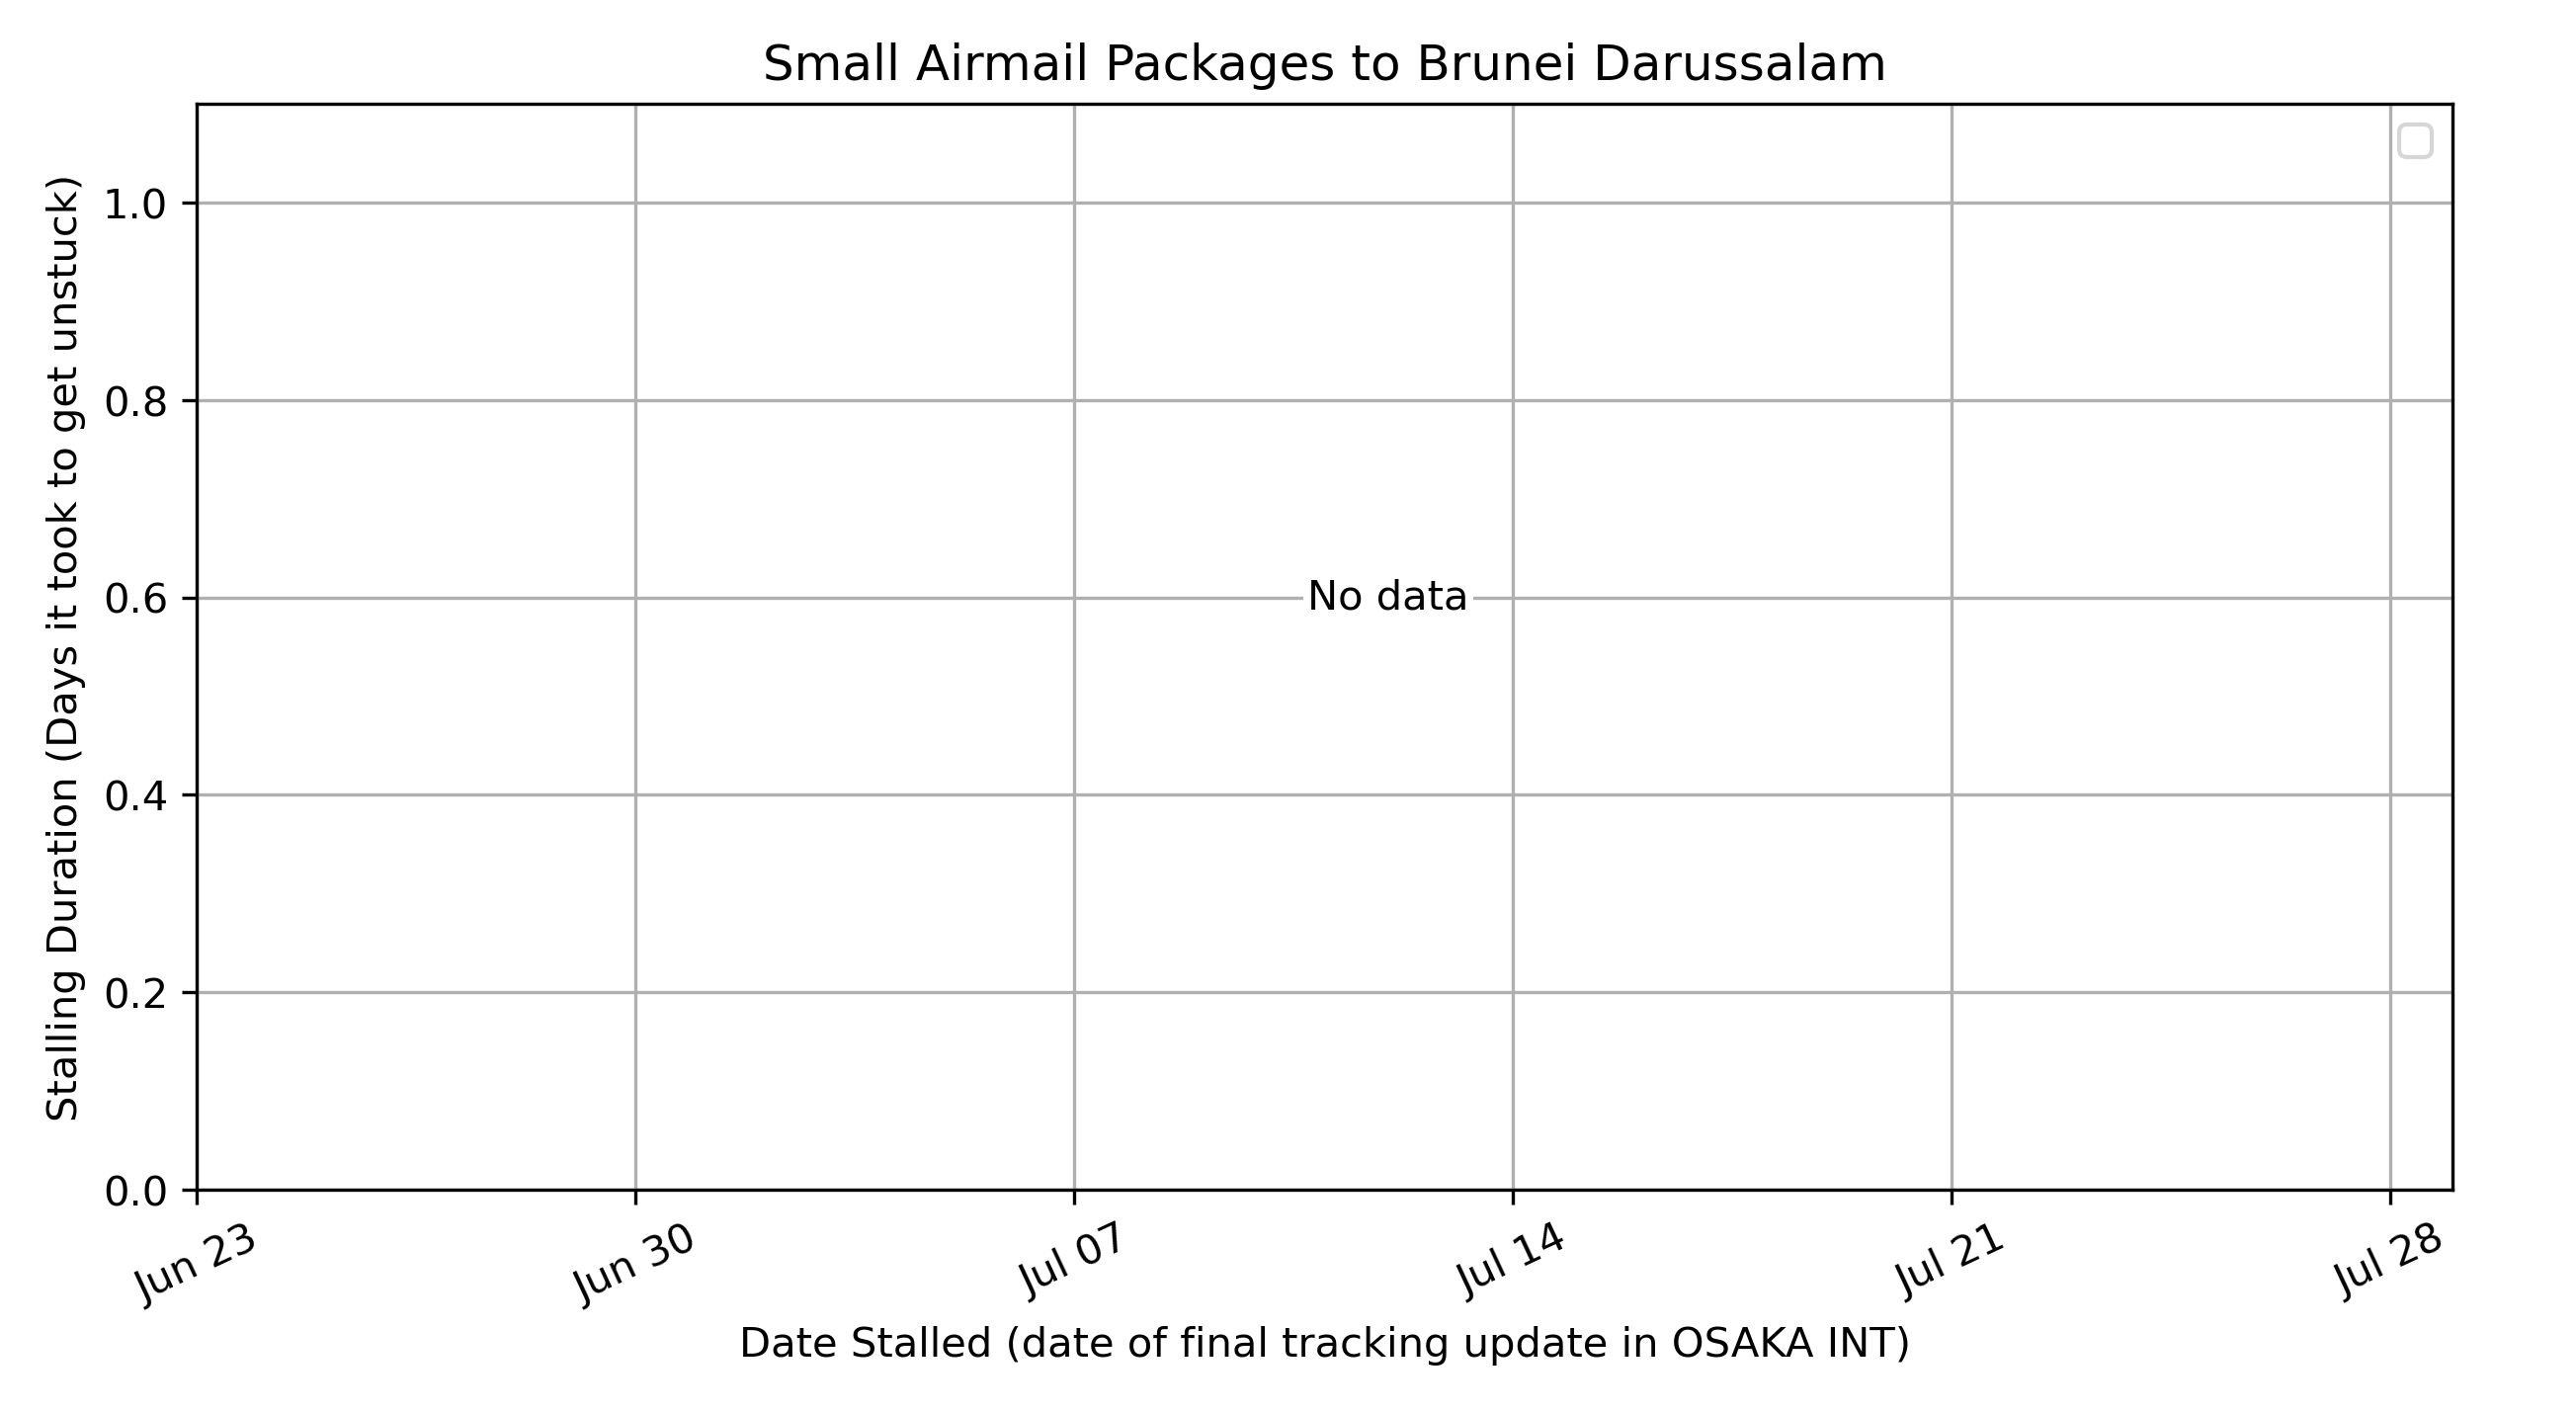 Small Airmail Packages to Brunei Darussalam
Stalling Duration (Days it took to get unstuck)
1.0
0.8
0.6
0.4
0.2
0.0
No data
Jun 23
Jun 30
Jul 07
Jul 14
Jul 21
Jul 28
Date Stalled (date of final tracking update in OSAKA INT)